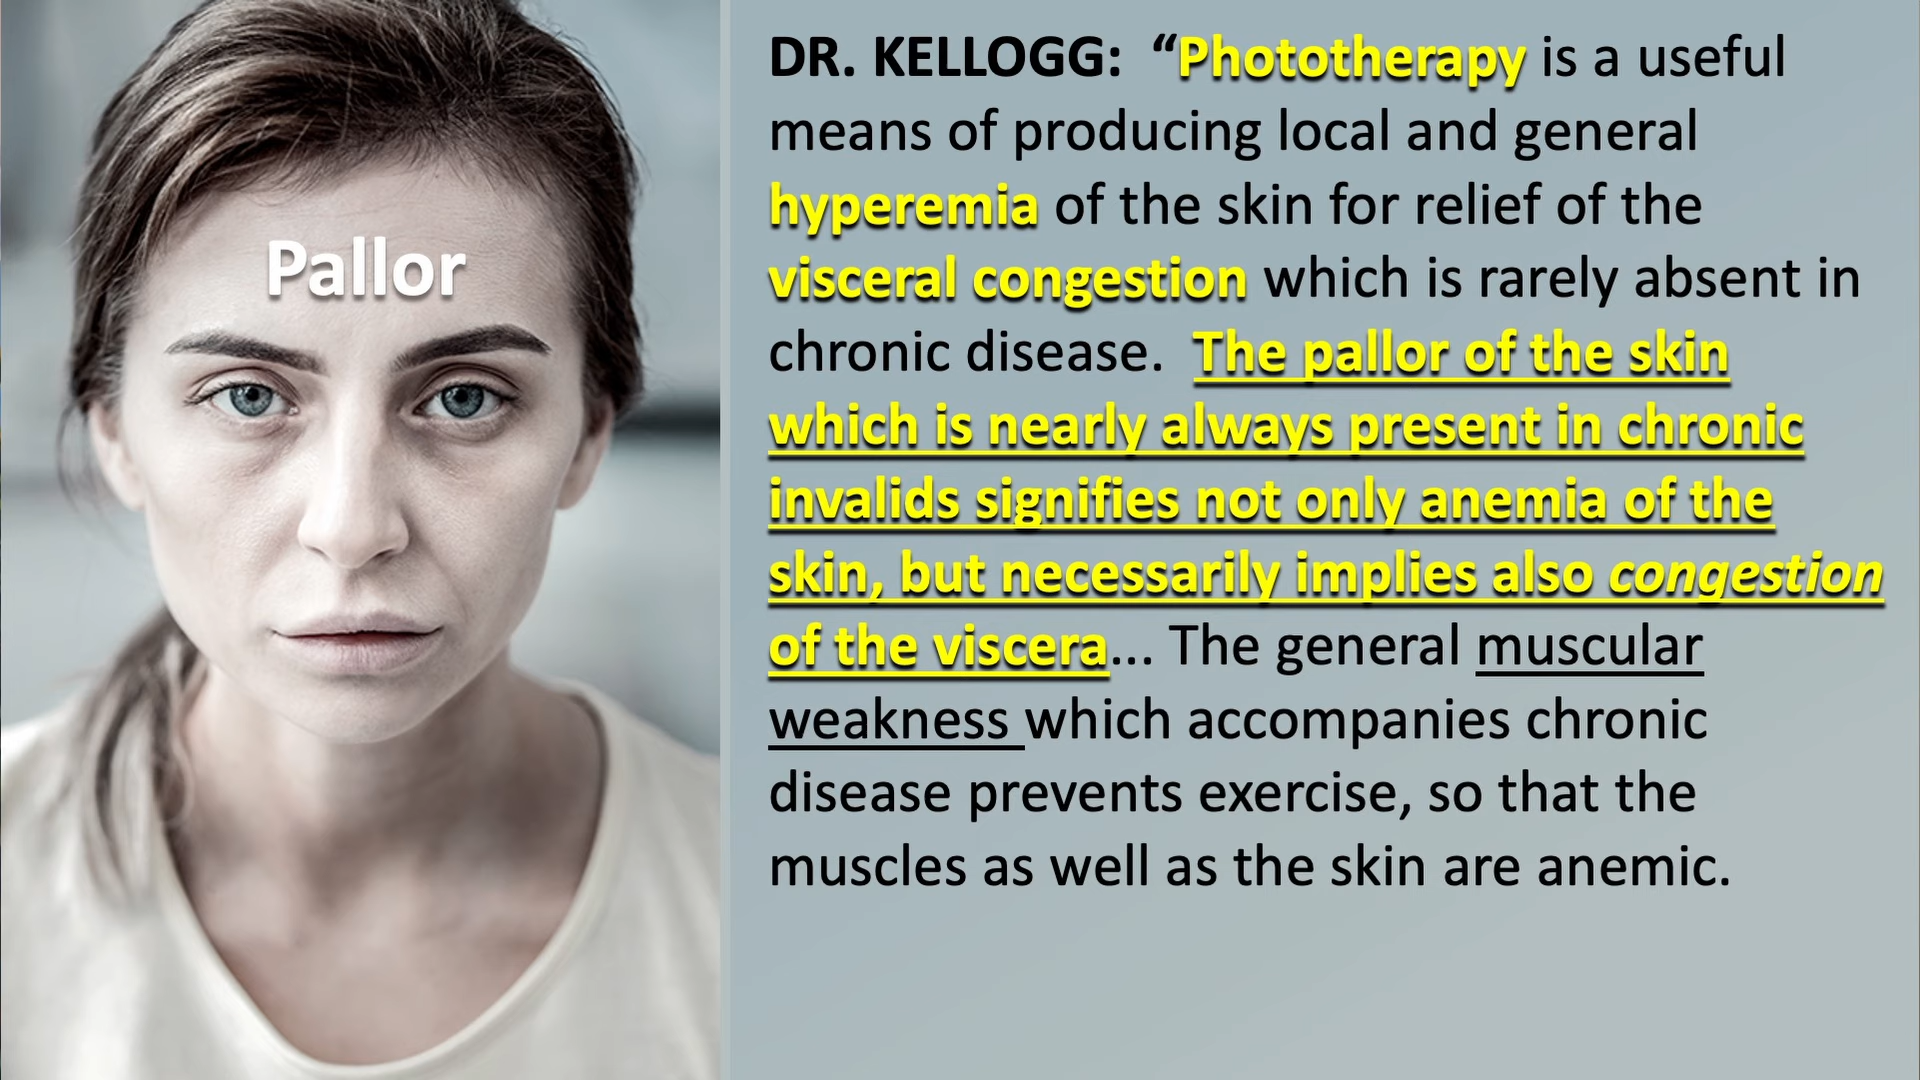 Pallor
DR. KELLOGG: “Phototherapy is a useful
means of producing local and general
hyperemia of the skin for relief of the
visceral congestion which is rarely absent in
chronic disease. The pallor of the skin
which is nearly always present in chronic
invalids signifies not only anemia of the
skin, but necessarily implies also congestion
of the viscera... The general muscular
weakness which accompanies chronic
disease prevents exercise, so that the
muscles as well as the skin are anemic.